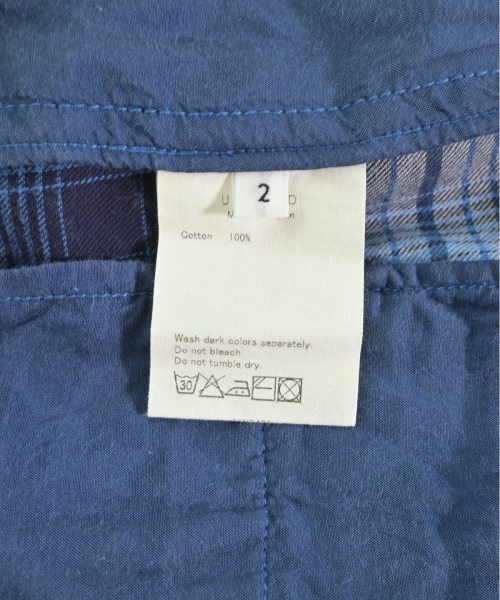 2
Cotton 100%
Wash dark colors separately.
Do not bleach.
Do not tumble dry.
30